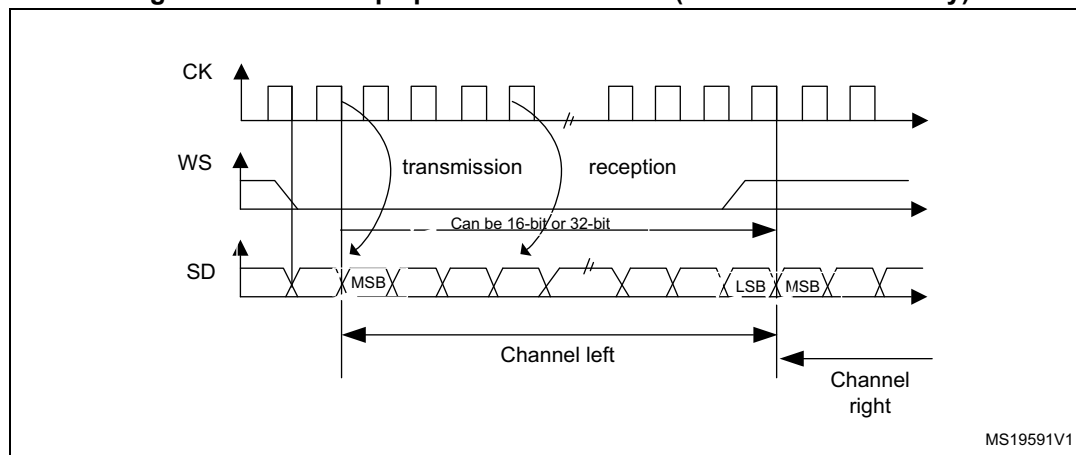 CK
transmission
reception
WS
Can be 16-bit or 32-bit
SD
MSB
LSB
MSB
Channel left
Channel
right
MS19591V1